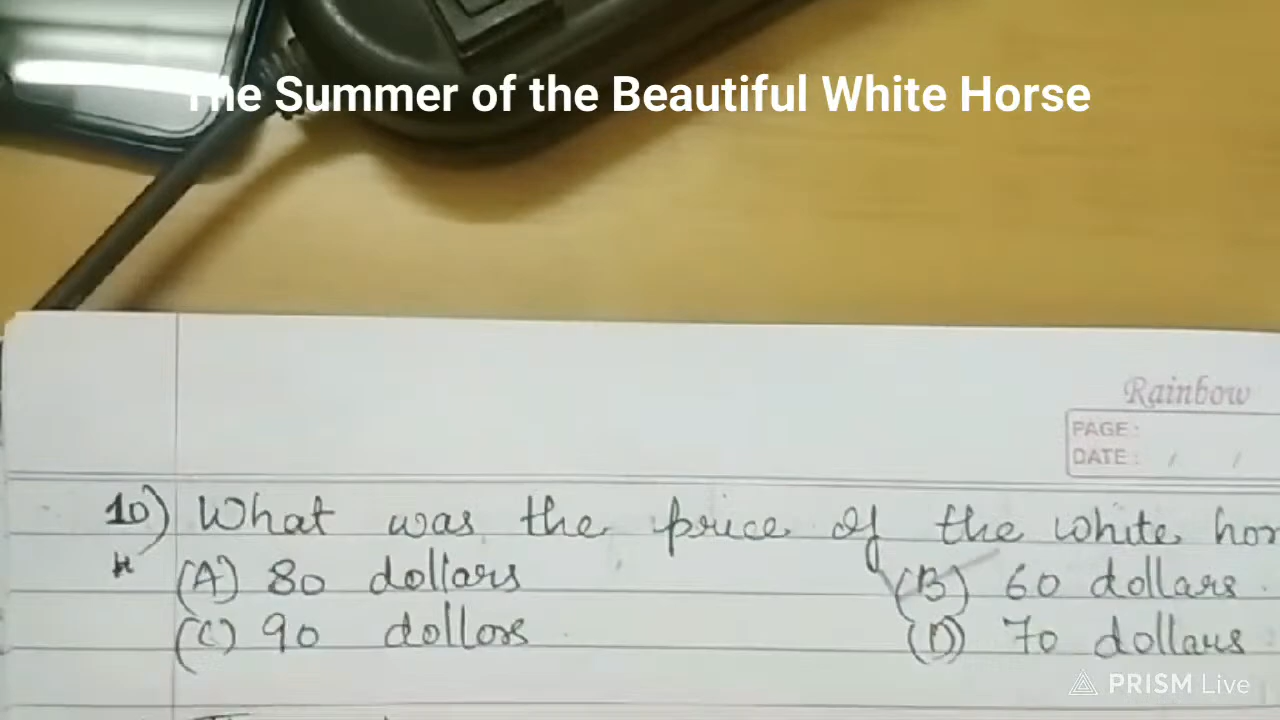 The Summer of the Beautiful White Horse
Rainbow
PAGE:
DATE: / /
10) What was the price of the white hor
(A) 80 dollars (B) 60 dollars.
(C) 90 dollors (D) 70 dollars
PRISM Live